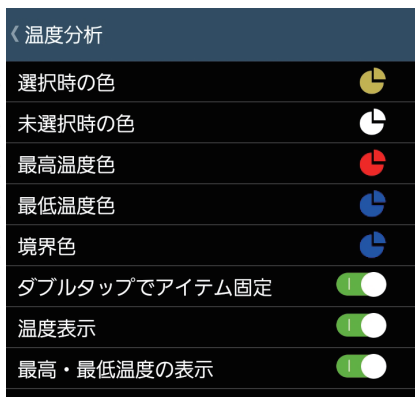 《温度分析
選択時の色
未選択時の色
最高温度色
最低温度色
境界色
ダブルタップでアイテム固定
温度表示
最高・最低温度の表示